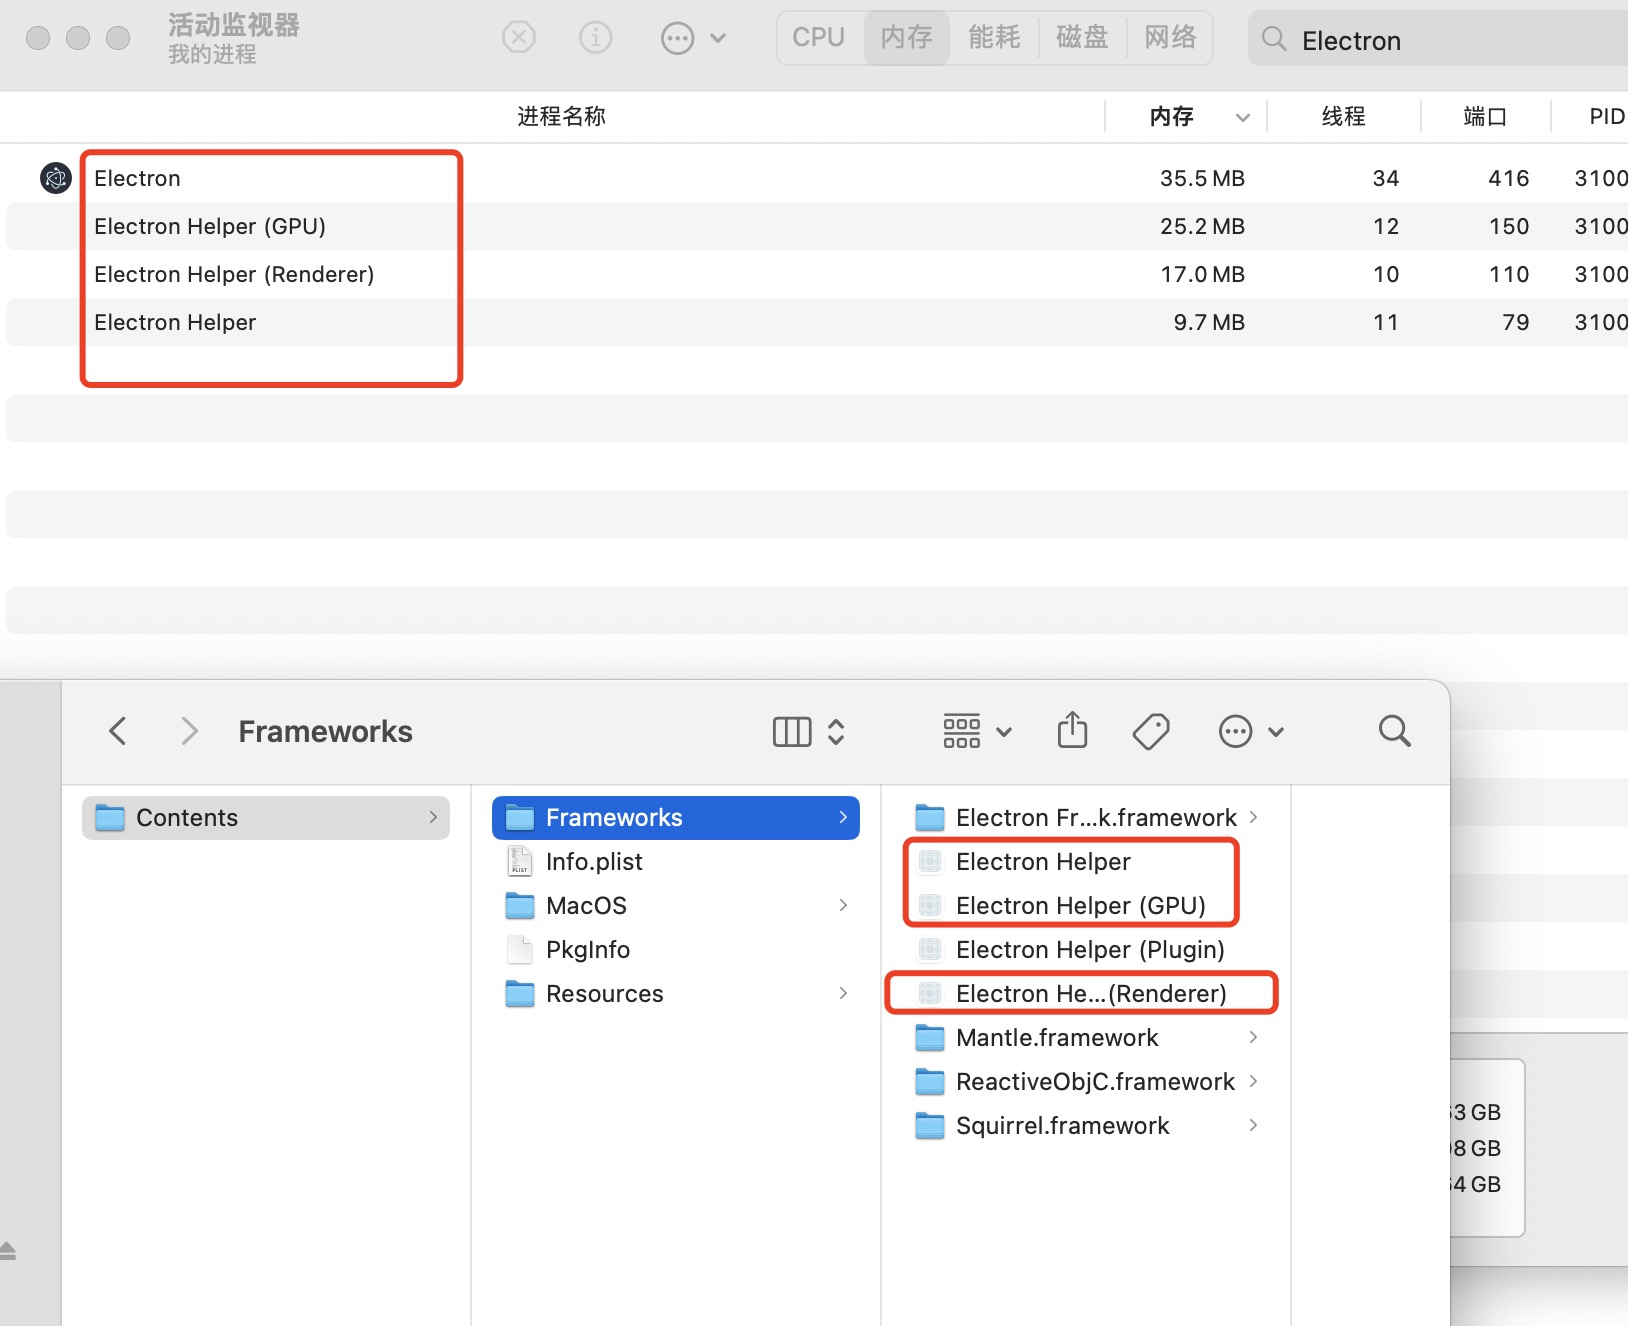 活动监视器
我的进程
CPU 内存 能耗 磁盘 网络
Electron
进程名称 内存 线程 端口 PID
Electron 35.5 MB 34 416 3100
Electron Helper (GPU) 25.2 MB 12 150 3100
Electron Helper (Renderer) 17.0 MB 10 110 3100
Electron Helper 9.7 MB 11 79 3100
Frameworks
Contents
Frameworks
Info.plist
PLIST
MacOS
PkgInfo
Resources
Electron Fr...k.framework
Electron Helper
Electron Helper (GPU)
Electron Helper (Plugin)
Electron He...(Renderer)
Mantle.framework
ReactiveObjC.framework
Squirrel.framework
3 GB
8 GB
4 GB